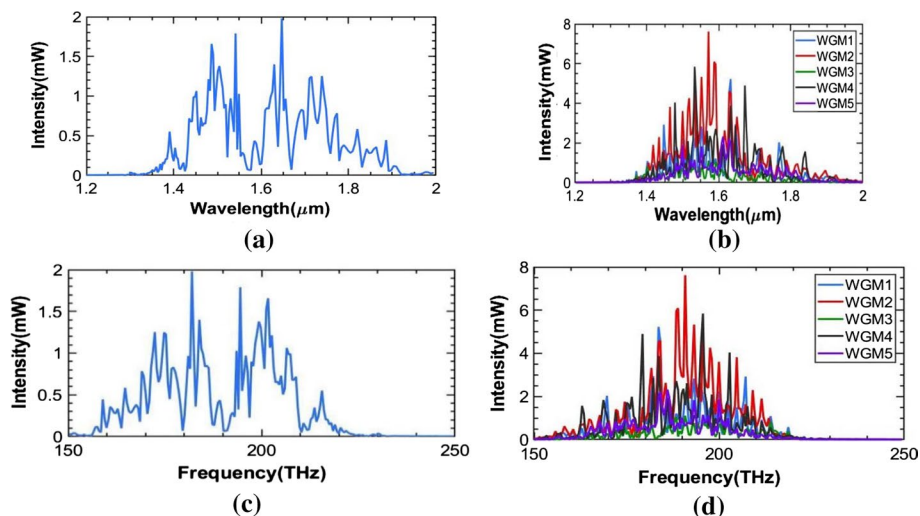 2
1.5
1
0.5
0
Intensity(mW)
1.2 1.4 1.6 1.8 2
Wavelength(μm)
(a)
8
6
4
2
0
Intensity(mW)
WGM1
WGM2
WGM3
WGM4
WGM5
1.2 1.4 1.6 1.8 2
Wavelength(μm)
(b)
2
1.5
1
0.5
0
Intensity(mW)
150 200 250
Frequency(THz)
(c)
8
6
4
2
0
Intensity(mW)
WGM1
WGM2
WGM3
WGM4
WGM5
150 200 250
Frequency(THz)
(d)